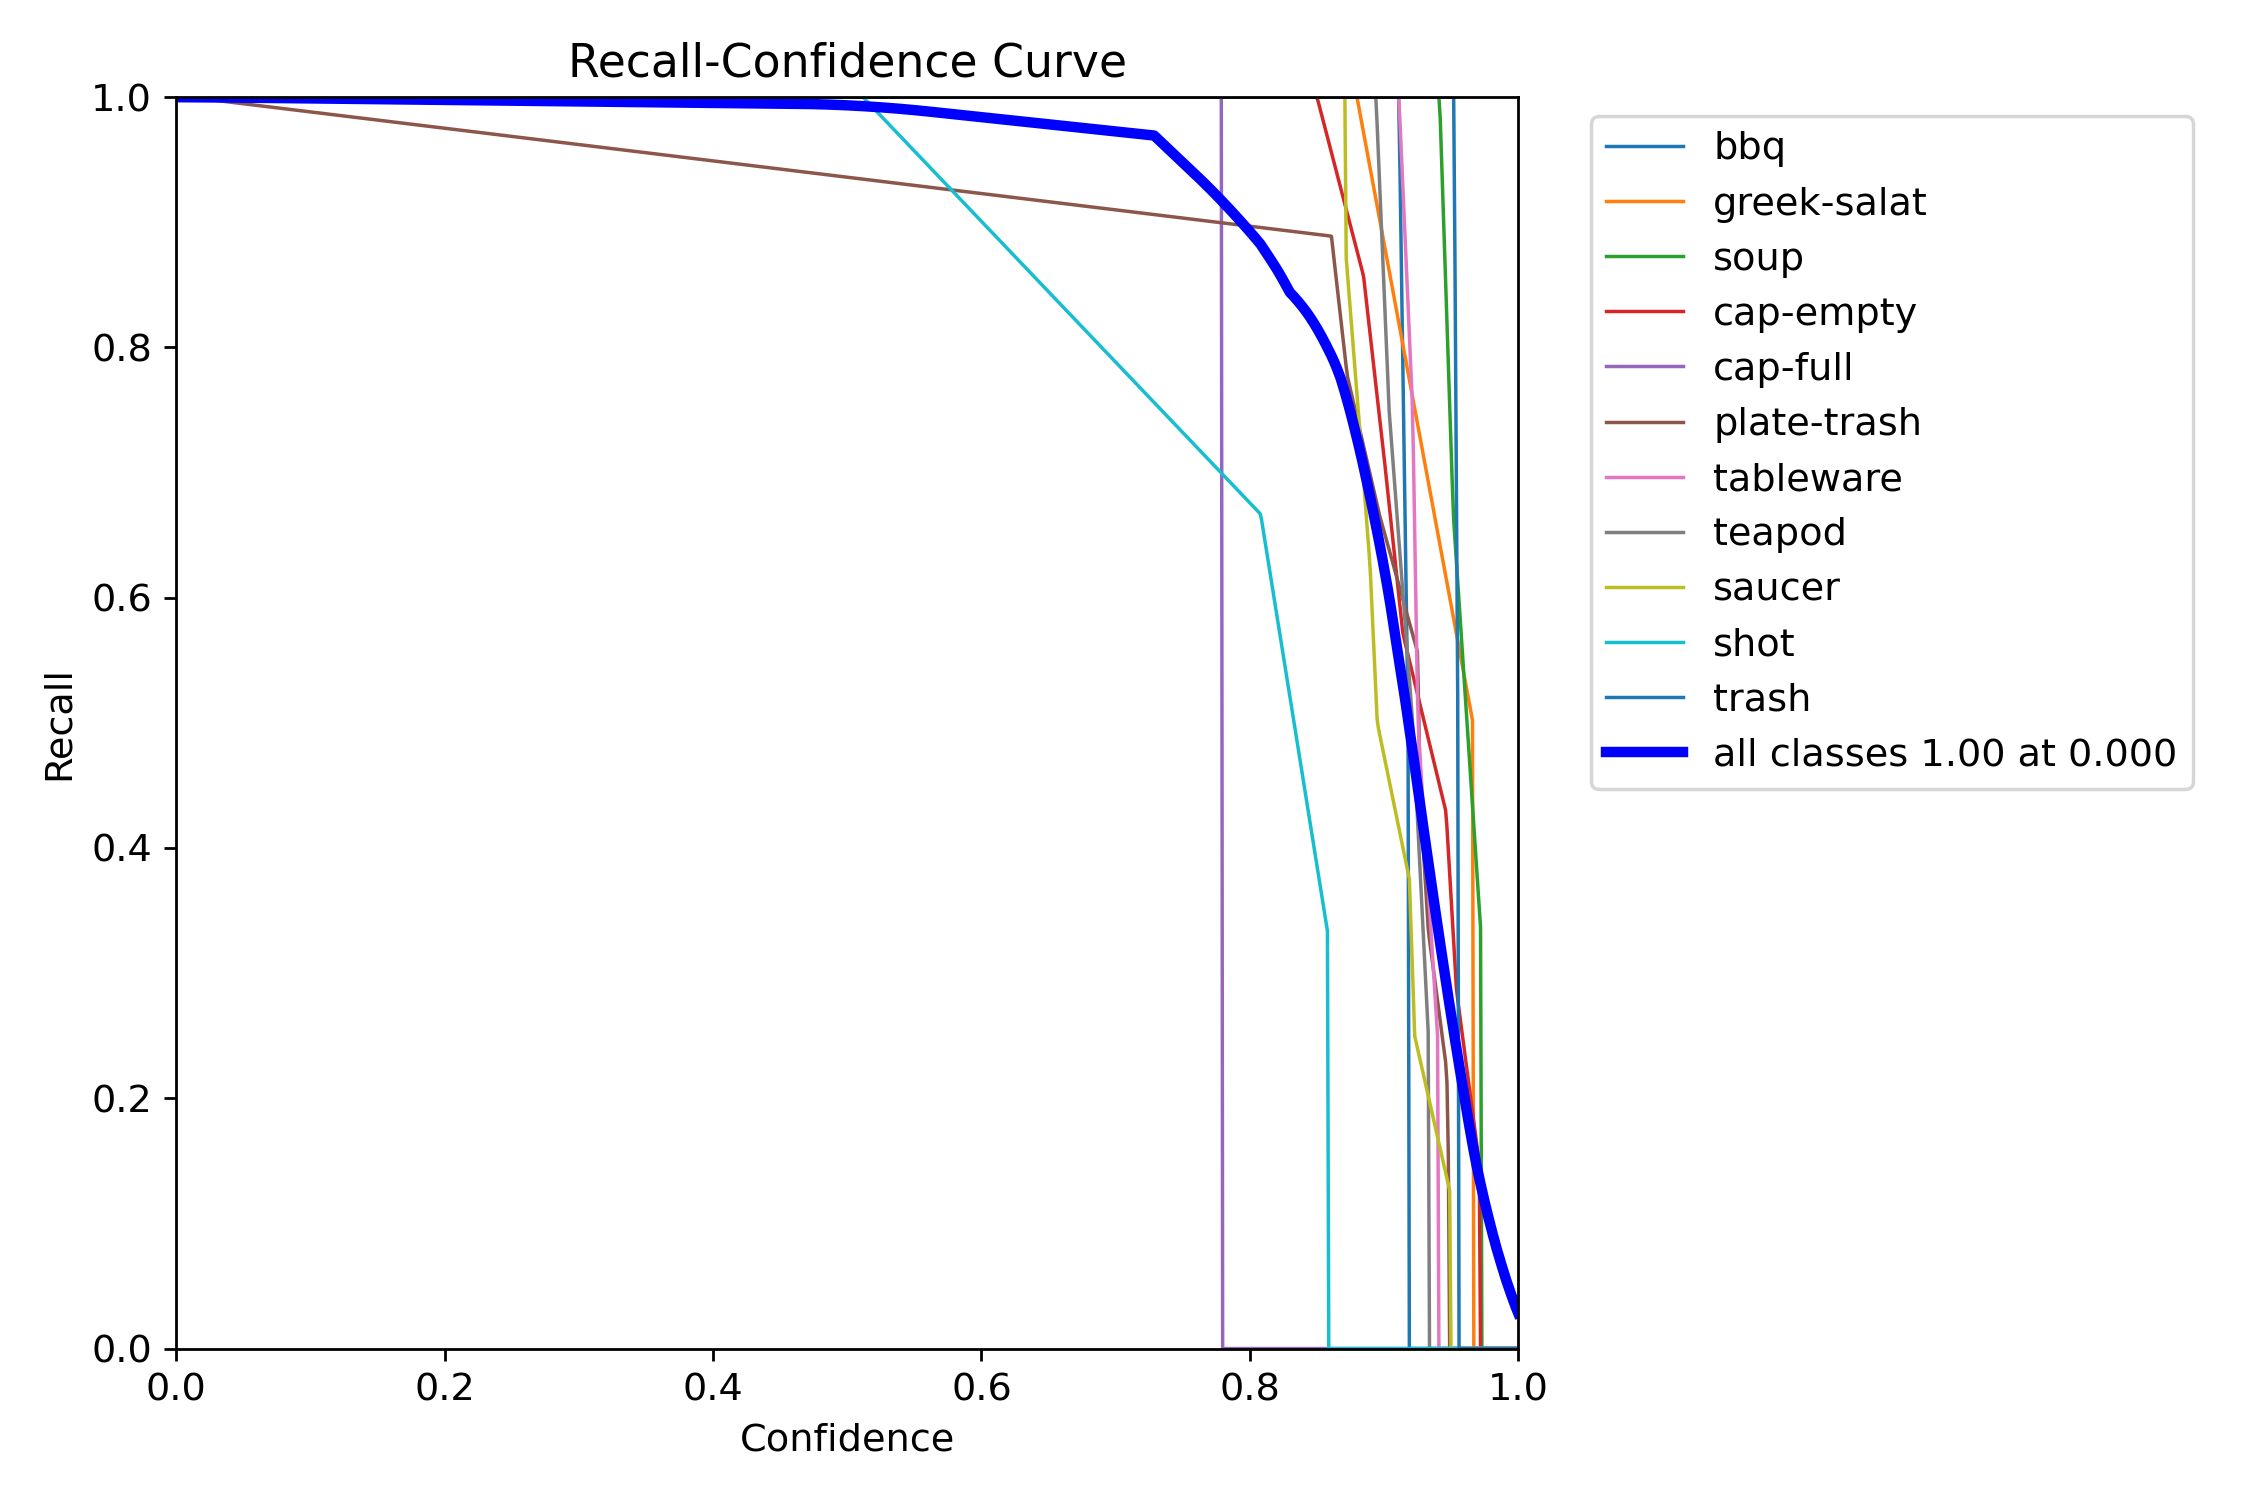 Recall-Confidence Curve
1.0
0.8
0.6
0.4
0.2
0.0
Recall
0.0 0.2 0.4 0.6 0.8 1.0
Confidence
bbq
greek-salat
soup
cap-empty
cap-full
plate-trash
tableware
teapod
saucer
shot
trash
all classes 1.00 at 0.000